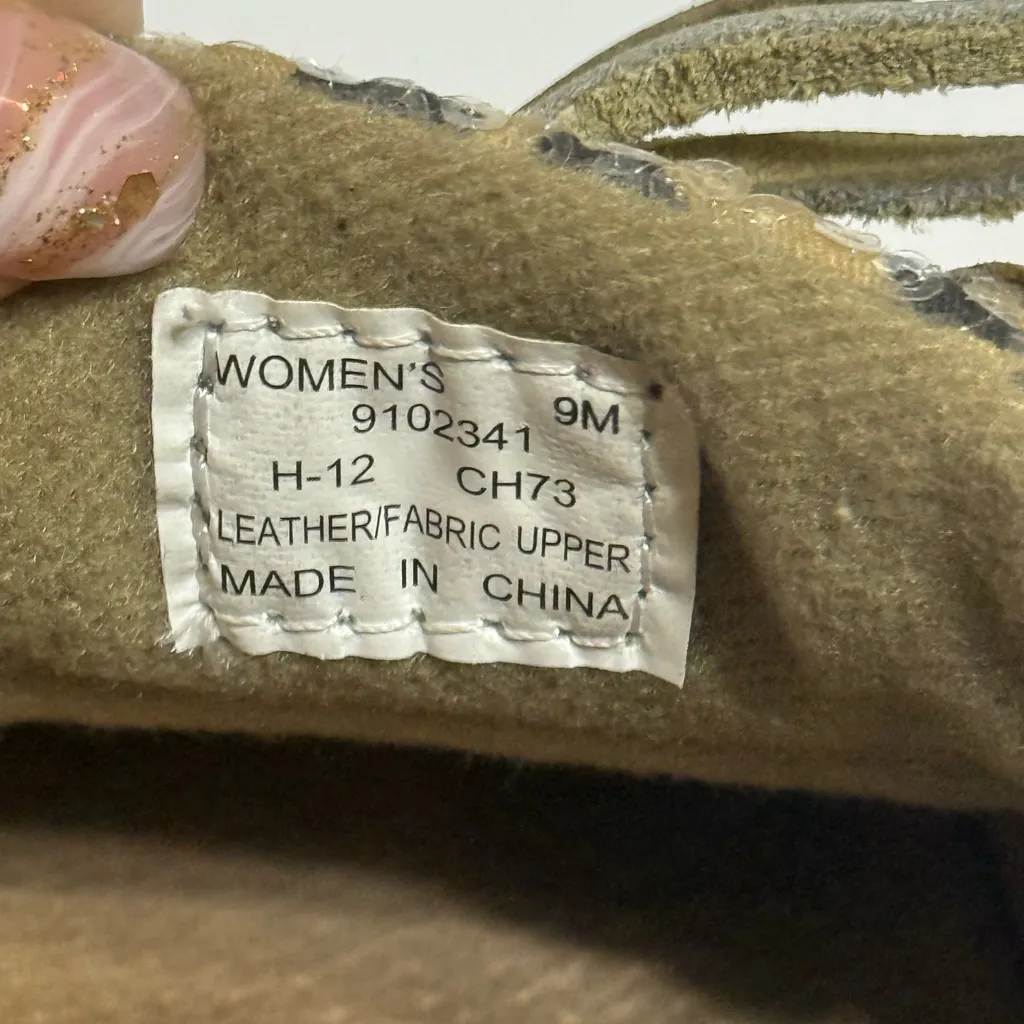 WOMEN'S
9102341 9M
H-12 CH73
LEATHER/FABRIC UPPER
MADE IN CHINA